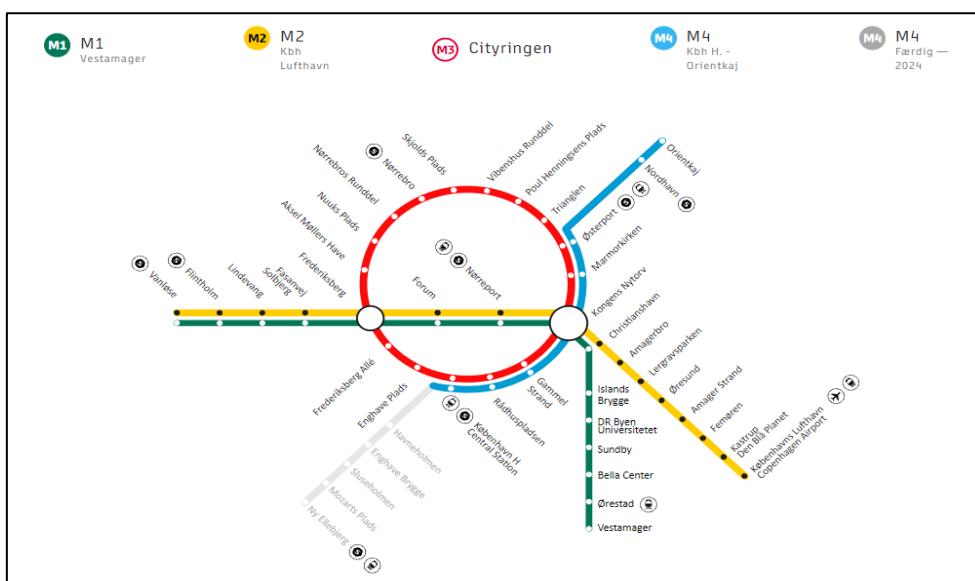 M1
M1
Vestamager
M2
M2
Kbh
Lufthavn
M3
Cityringen
M4
M4
Kbh H. -
Orientkaj
M4
M4
Færdig —
2024
Vanløse
Flintholm
Lindevang
Fasanvej
Solbjerg
Frederiksberg
Aksel Møllers Have
Nuuks Plads
Nørrebros Runddel
Nørrebro
Skjolds Plads
Vibenshus Runddel
Poul Henningsens Plads
Trianglen
Orientkaj
Nordhavn
Østerport
Marmorkirken
Forum
Nørreport
Kongens Nytorv
Christianshavn
Amagerbro
Lergravsparken
Øresund
Amager Strand
Femøren
Kastrup
Den Blå Planet
Københavns Lufthavn
Copenhagen Airport
Frederiksberg Allé
Enghave Plads
København H
Central Station
Rådhuspladsen
Gammel
Strand
Islands
Brygge
DR Byen
Universitetet
Sundby
Bella Center
Ørestad
Vestamager
Havneholmen
Enghave Brygge
Sluseholmen
Mozarts Plads
Ny Ellebjerg